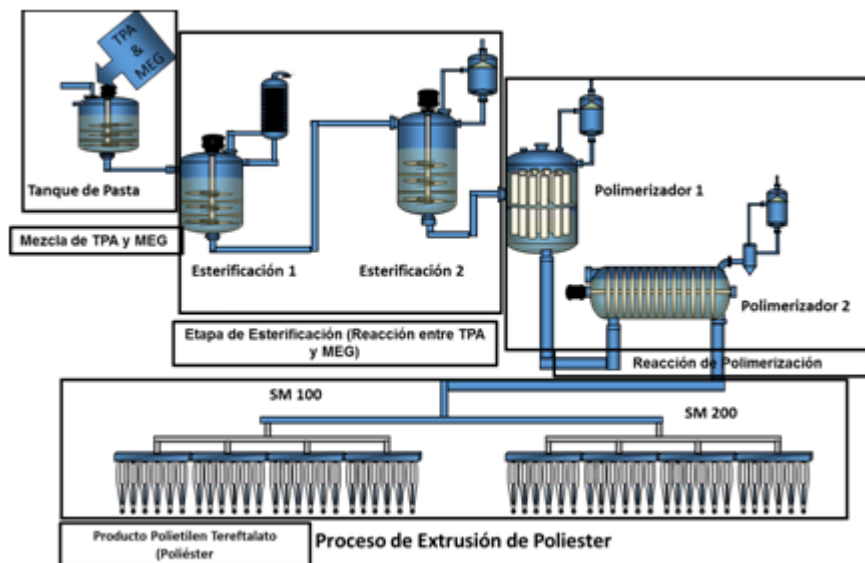 TPA
&
MEG
Tanque de Pasta
Mezcla de TPA y MEG
Esterificación 1
Esterificación 2
Etapa de Esterificación (Reacción entre TPA
y MEG)
Polimerizador 1
Polimerizador 2
Reacción de Polimerización
SM 100
SM 200
Producto Polietilen Tereftalato
(Poliéster
Proceso de Extrusión de Poliester